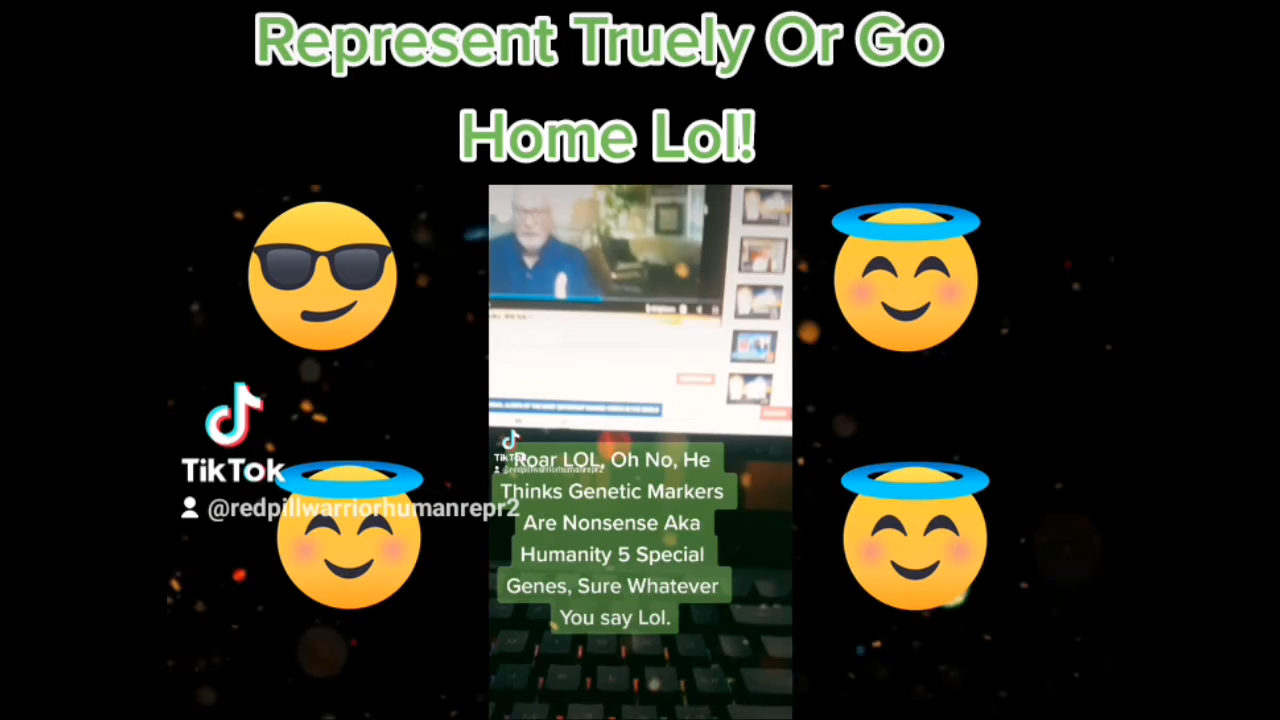 Represent Truely Or Go
Home Lol!
TikTok
@redpillwarriorhumanrepr2
Roar LOL, Oh No, He
Thinks Genetic Markers
Are Nonsense Aka
Humanity 5 Special
Genes, Sure Whatever
You say Lol.